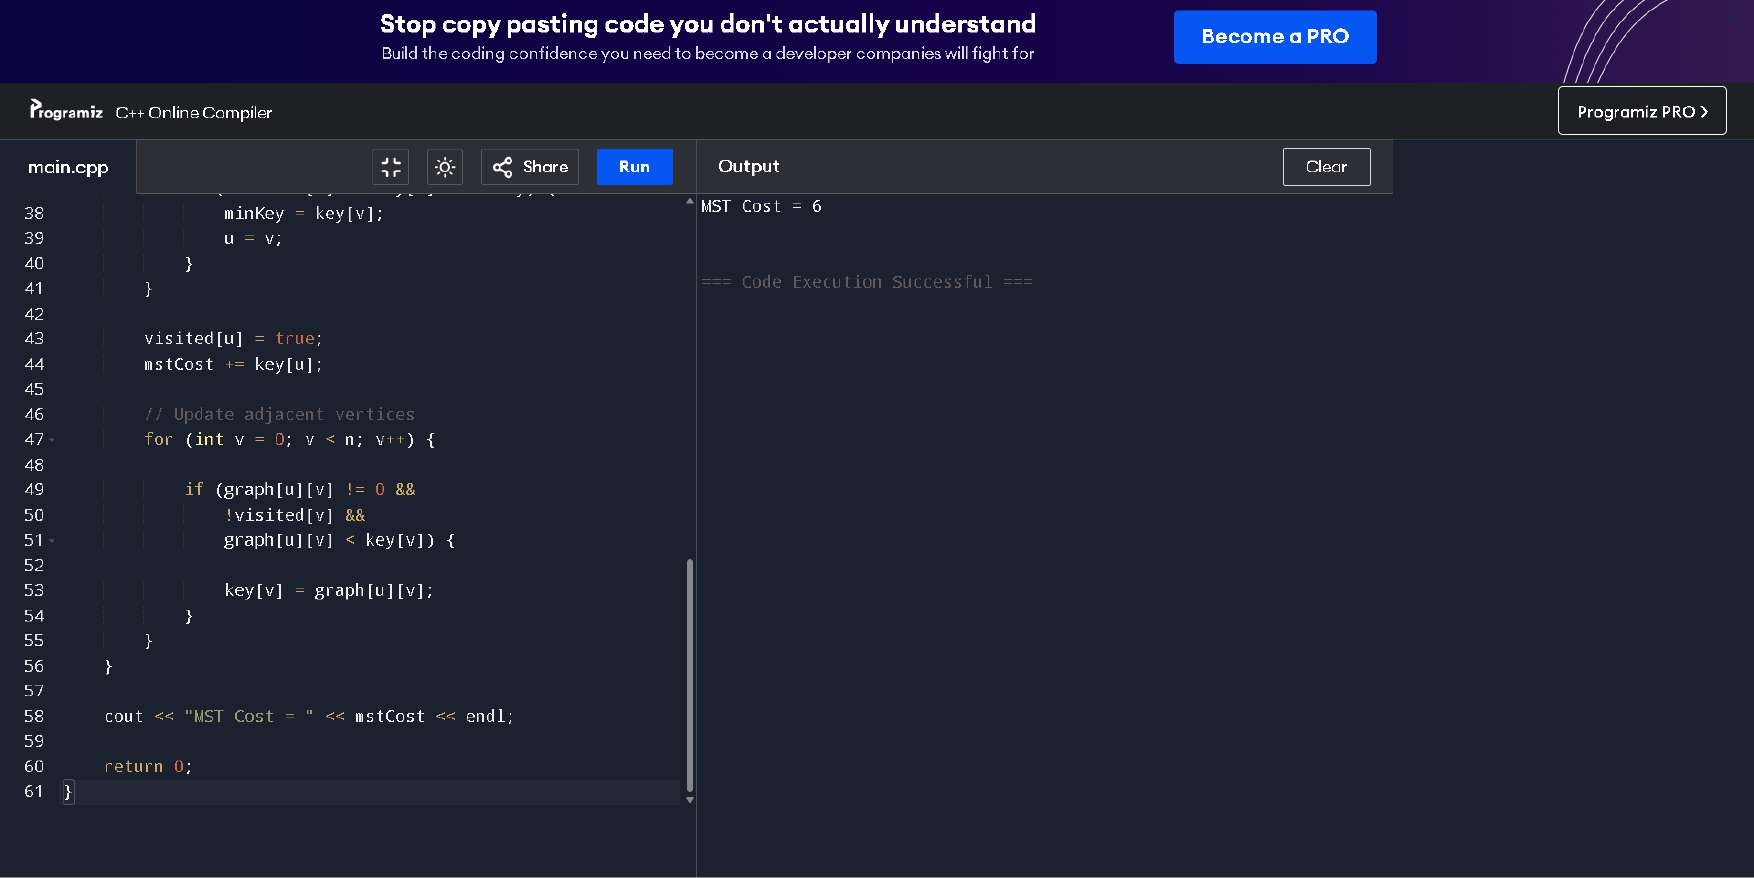 Stop copy pasting code you don't actually understand
Build the coding confidence you need to become a developer companies will fight for
Become a PRO
Programiz C++ Online Compiler
Programiz PRO >
main.cpp
Share
Run
Output
Clear
38 minKey = key[v];
39 u = v;
40 }
41 }
42
43 visited[u] = true;
44 mstCost += key[u];
45
46 // Update adjacent vertices
47 for (int v = 0; v < n; v++) {
48
49 if (graph[u][v] != 0 &&
50 !visited[v] &&
51 graph[u][v] < key[v]) {
52
53 key[v] = graph[u][v];
54 }
55 }
56 }
57
58 cout << "MST Cost = " << mstCost << endl;
59
60 return 0;
61 }
MST Cost = 6
=== Code Execution Successful ===